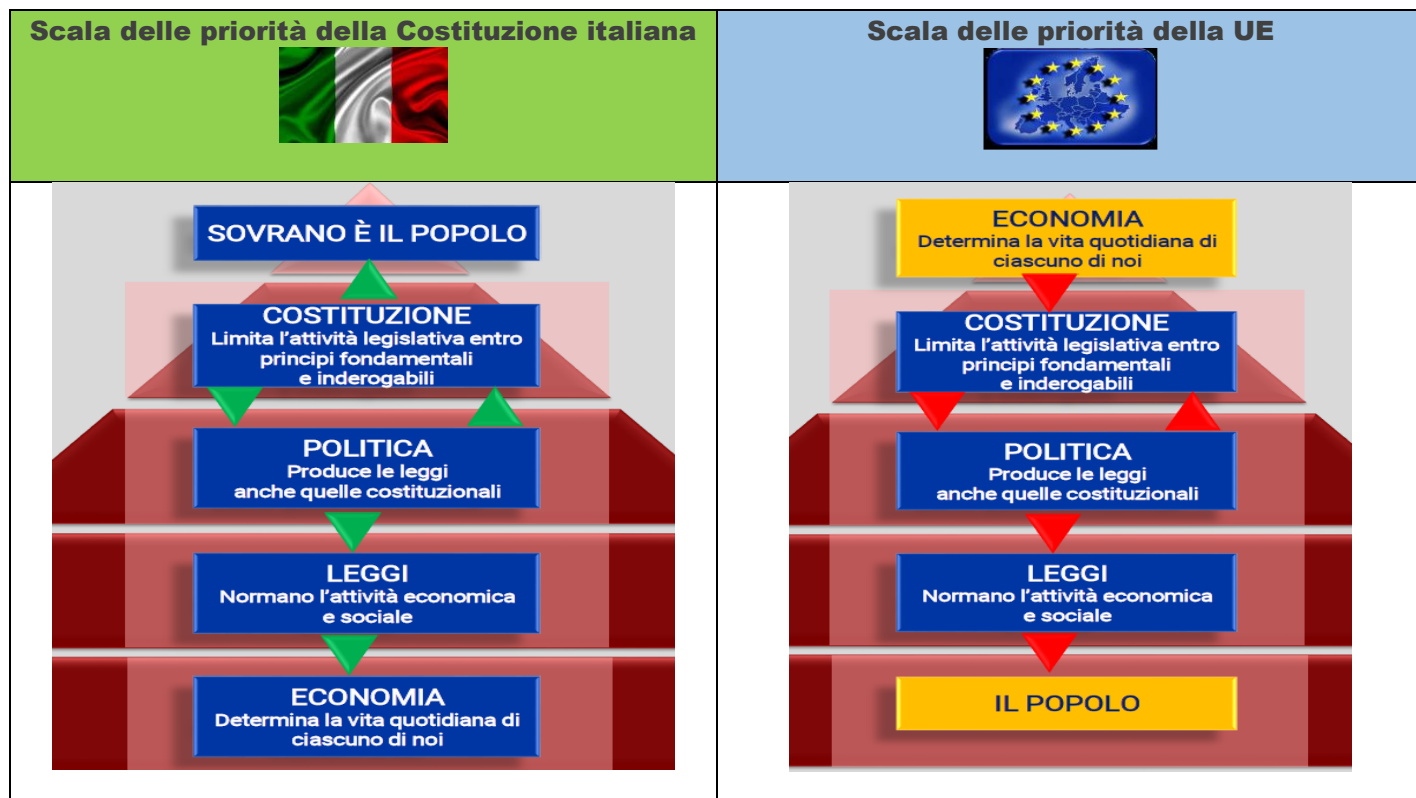 Scala delle priorità della Costituzione italiana
SOVRANO È IL POPOLO
COSTITUZIONE
Limita l'attività legislativa entro
principi fondamentali
e inderogabili
POLITICA
Produce le leggi
anche quelle costituzionali
LEGGI
Normano l'attività economica
e sociale
ECONOMIA
Determina la vita quotidiana di
ciascuno di noi
Scala delle priorità della UE
ECONOMIA
Determina la vita quotidiana di
ciascuno di noi
COSTITUZIONE
Limita l'attività legislativa entro
principi fondamentali
e inderogabili
POLITICA
Produce le leggi
anche quelle costituzionali
LEGGI
Normano l'attività economica
e sociale
IL POPOLO